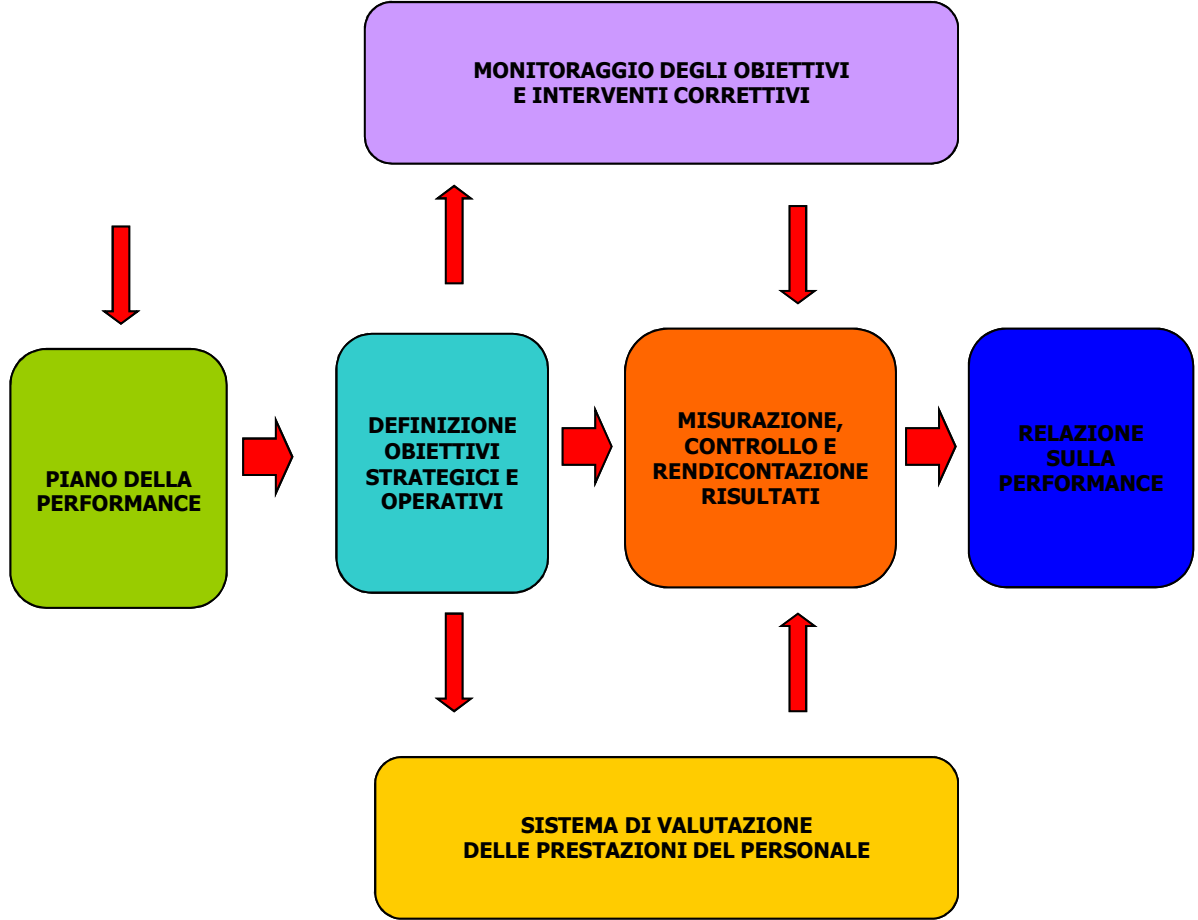 MONITORAGGIO DEGLI OBIETTIVI
E INTERVENTI CORRETTIVI
PIANO DELLA
PERFORMANCE
DEFINIZIONE
OBIETTIVI
STRATEGICI E
OPERATIVI
MISURAZIONE,
CONTROLLO E
RENDICONTAZIONE
RISULTATI
RELAZIONE
SULLA
PERFORMANCE
SISTEMA DI VALUTAZIONE
DELLE PRESTAZIONI DEL PERSONALE